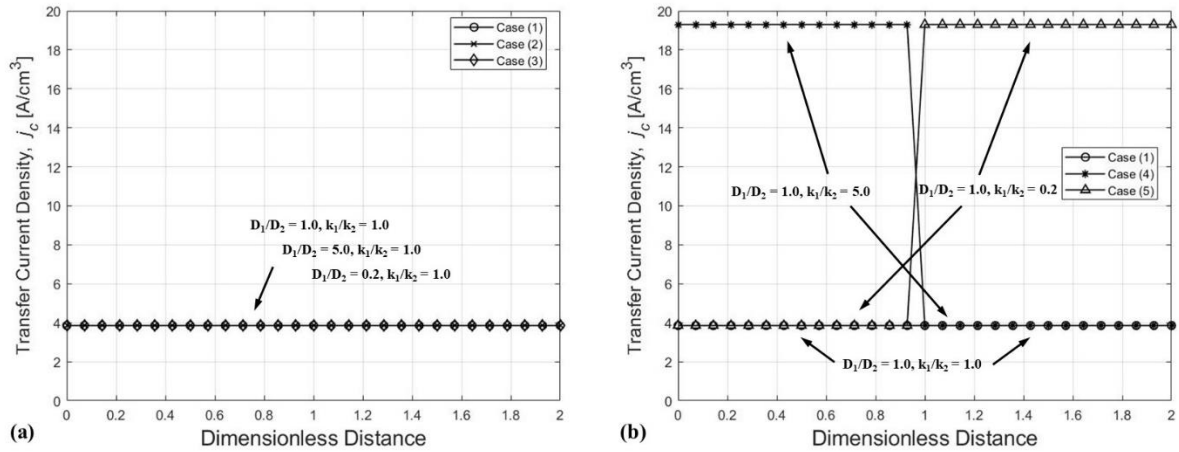 Transfer Current Density, j_c [A/cm³]
20
18
16
14
12
10
8
6
4
2
0
Case (1)
Case (2)
Case (3)
D₁/D₂ = 1.0, k₁/k₂ = 1.0
D₁/D₂ = 5.0, k₁/k₂ = 1.0
D₁/D₂ = 0.2, k₁/k₂ = 1.0
0 0.2 0.4 0.6 0.8 1 1.2 1.4 1.6 1.8 2
(a) Dimensionless Distance
Transfer Current Density, j_c [A/cm³]
20
18
16
14
12
10
8
6
4
2
0
Case (1)
Case (4)
Case (5)
D₁/D₂ = 1.0, k₁/k₂ = 5.0
D₁/D₂ = 1.0, k₁/k₂ = 0.2
D₁/D₂ = 1.0, k₁/k₂ = 1.0
0 0.2 0.4 0.6 0.8 1 1.2 1.4 1.6 1.8 2
(b) Dimensionless Distance